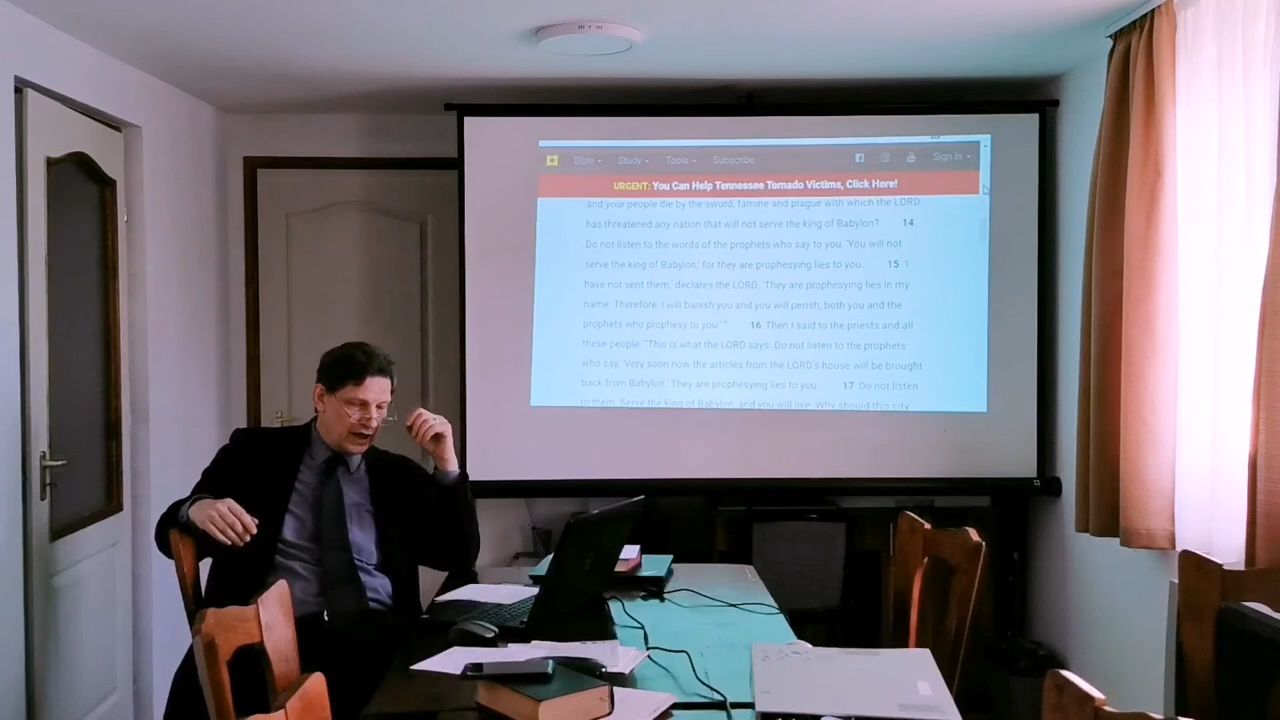 Bible Study Tools Subscribe Sign In
URGENT: You Can Help Tennessee Tornado Victims, Click Here!
and your people die by the sword, famine and plague with which the LORD
has threatened any nation that will not serve the king of Babylon? 14
Do not listen to the words of the prophets who say to you, 'You will not
serve the king of Babylon,' for they are prophesying lies to you. 15 'I
have not sent them,' declares the LORD. 'They are prophesying lies in my
name. Therefore, I will banish you and you will perish, both you and the
prophets who prophesy to you.' " 16 Then I said to the priests and all
these people, "This is what the LORD says: Do not listen to the prophets
who say, 'Very soon now the articles from the LORD's house will be brought
back from Babylon.' They are prophesying lies to you. 17 Do not listen
to them. Serve the king of Babylon, and you will live. Why should this city